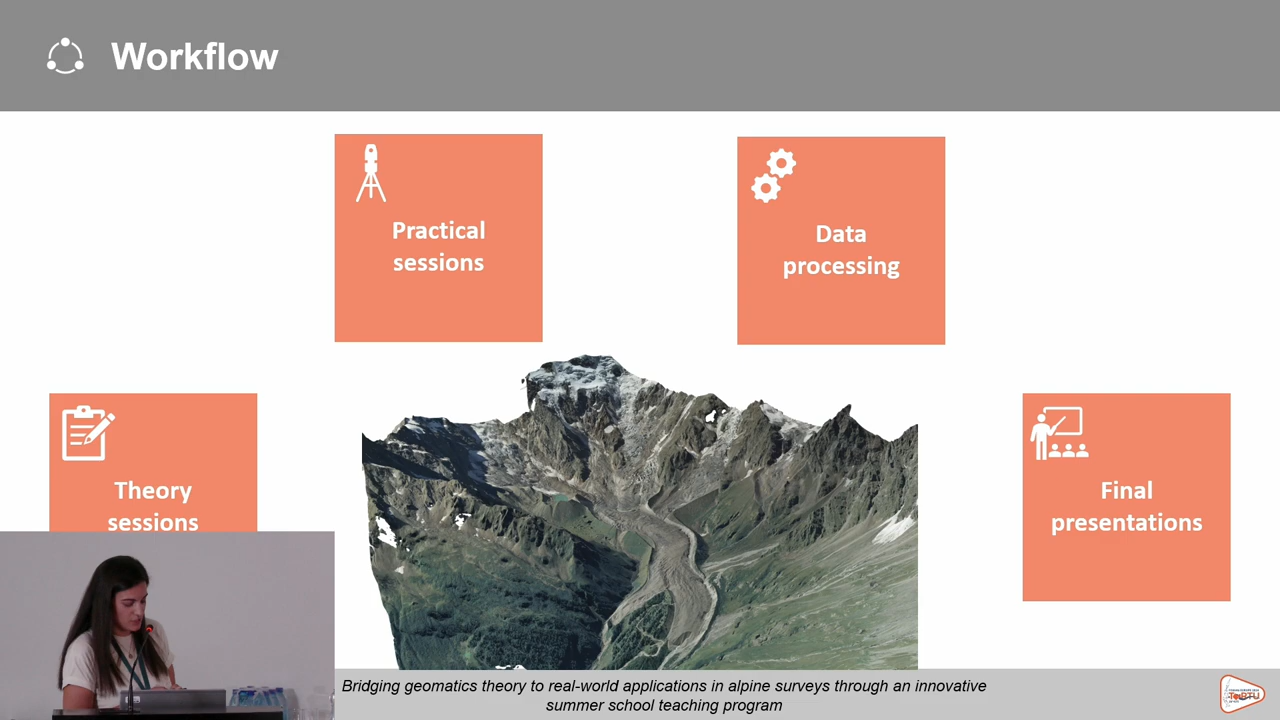 Workflow
Practical
sessions
Data
processing
Theory
sessions
Final
presentations
Bridging geomatics theory to real-world applications in alpine surveys through an innovative
summer school teaching program